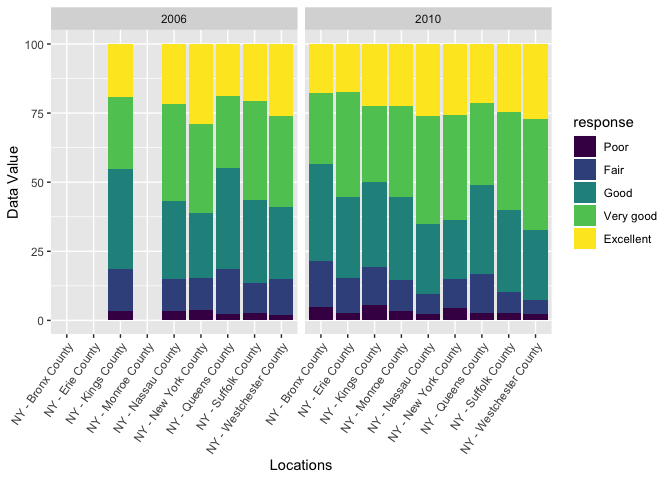 2006
2010
Data Value
100
75
50
25
0
NY - Bronx County
NY - Erie County
NY - Kings County
NY - Monroe County
NY - Nassau County
NY - New York County
NY - Queens County
NY - Suffolk County
NY - Westchester County
NY - Bronx County
NY - Erie County
NY - Kings County
NY - Monroe County
NY - Nassau County
NY - New York County
NY - Queens County
NY - Suffolk County
NY - Westchester County
Locations
response
Poor
Fair
Good
Very good
Excellent